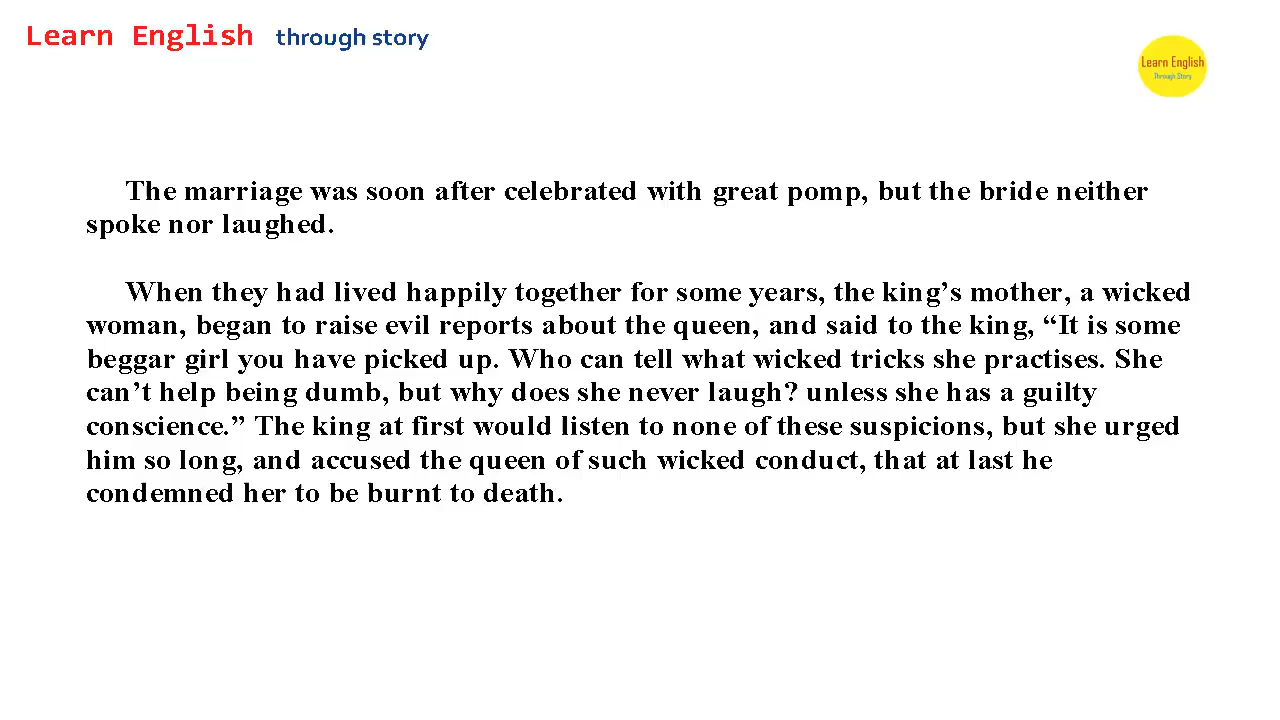 Learn English through story
Learn English
Through Story
The marriage was soon after celebrated with great pomp, but the bride neither
spoke nor laughed.
When they had lived happily together for some years, the king’s mother, a wicked
woman, began to raise evil reports about the queen, and said to the king, “It is some
beggar girl you have picked up. Who can tell what wicked tricks she practises. She
can’t help being dumb, but why does she never laugh? unless she has a guilty
conscience.” The king at first would listen to none of these suspicions, but she urged
him so long, and accused the queen of such wicked conduct, that at last he
condemned her to be burnt to death.